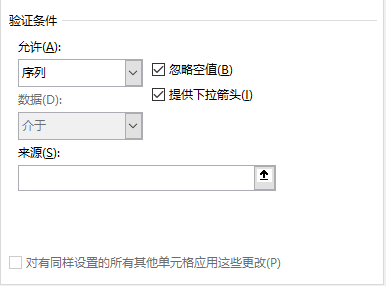 验证条件
允许(A):
序列
忽略空值(B)
数据(D):
提供下拉箭头(I)
介于
来源(S):
对有同样设置的所有其他单元格应用这些更改(P)